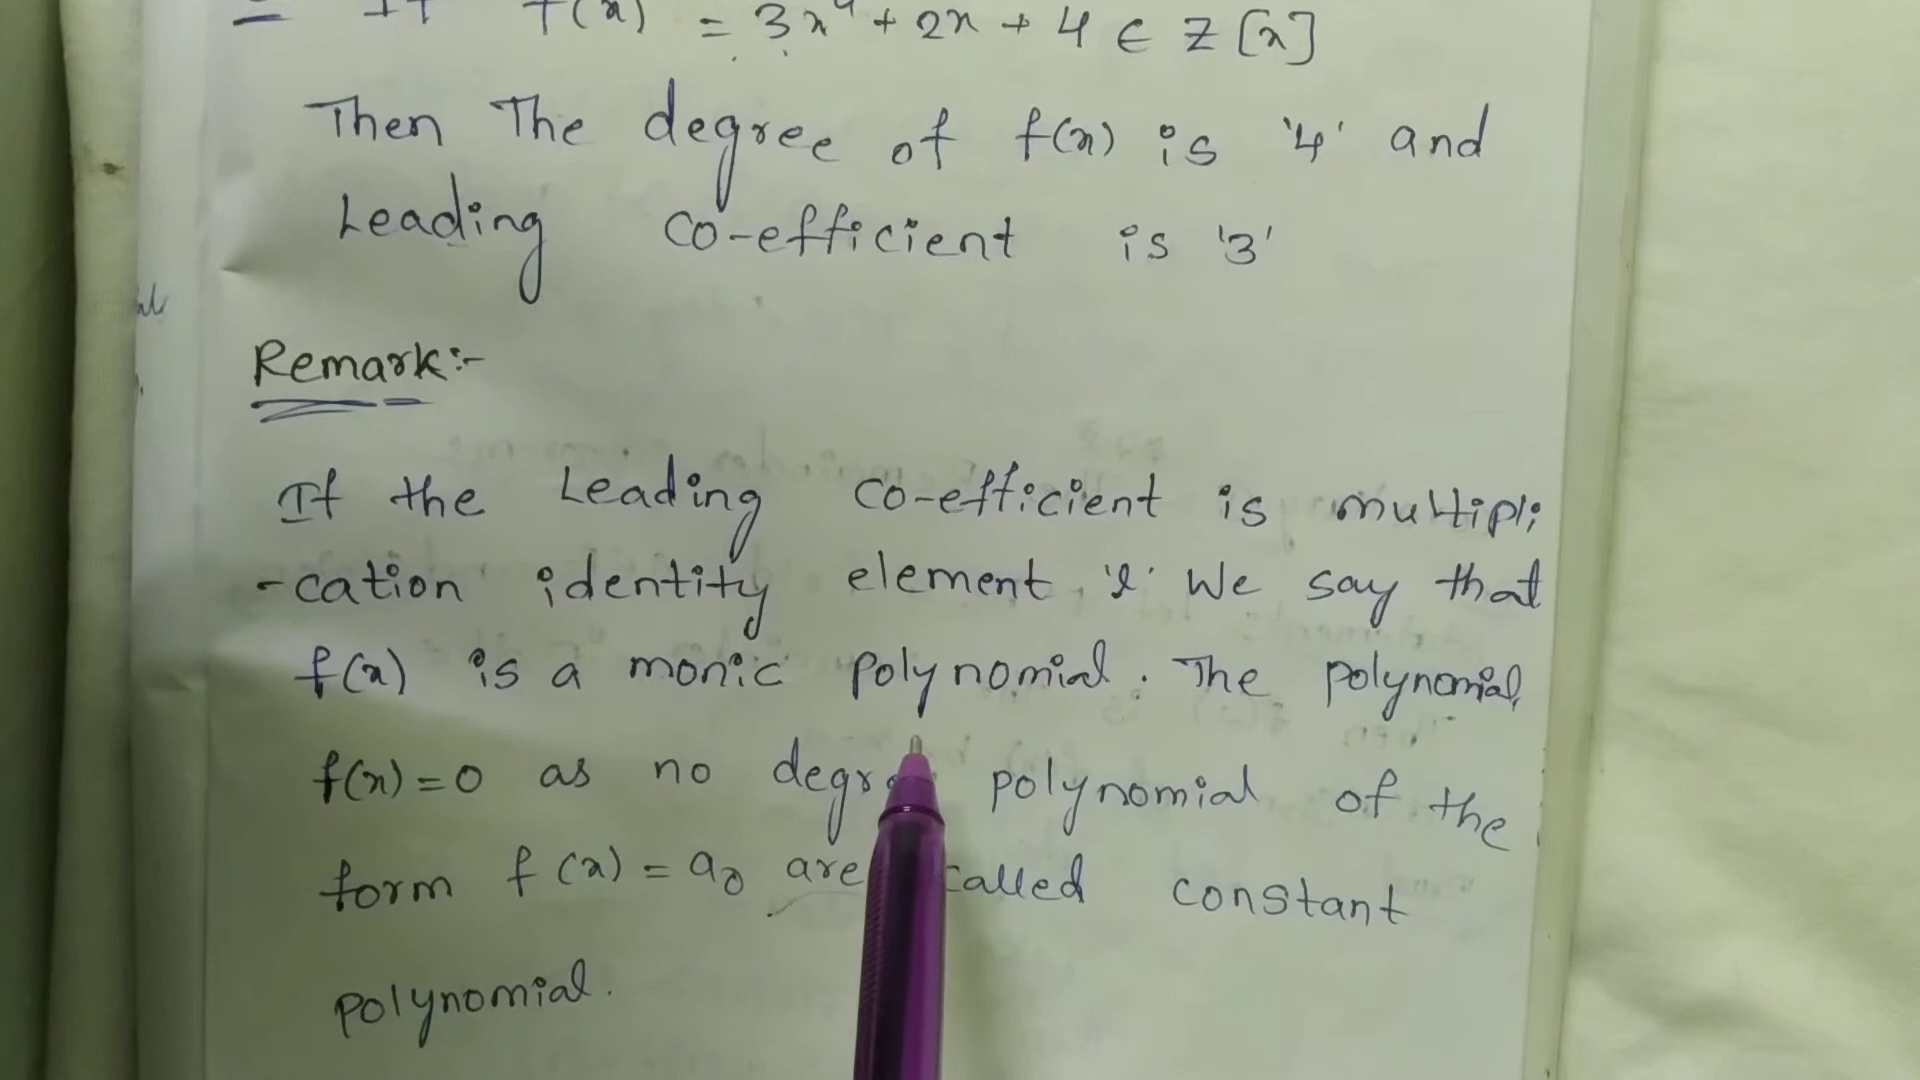 = If f(x) = 3x⁴ + 2x + 4 ∈ Z[x]
Then The degree of f(x) is '4' and
Leading co-efficient is '3'
Remark:-
If the Leading co-efficient is multipli
-cation identity element We say that
f(x) is a monic polynomial. The polynomial
f(x)=0 as no degree polynomial of the
form f(x) = a₀ are called constant
polynomial.